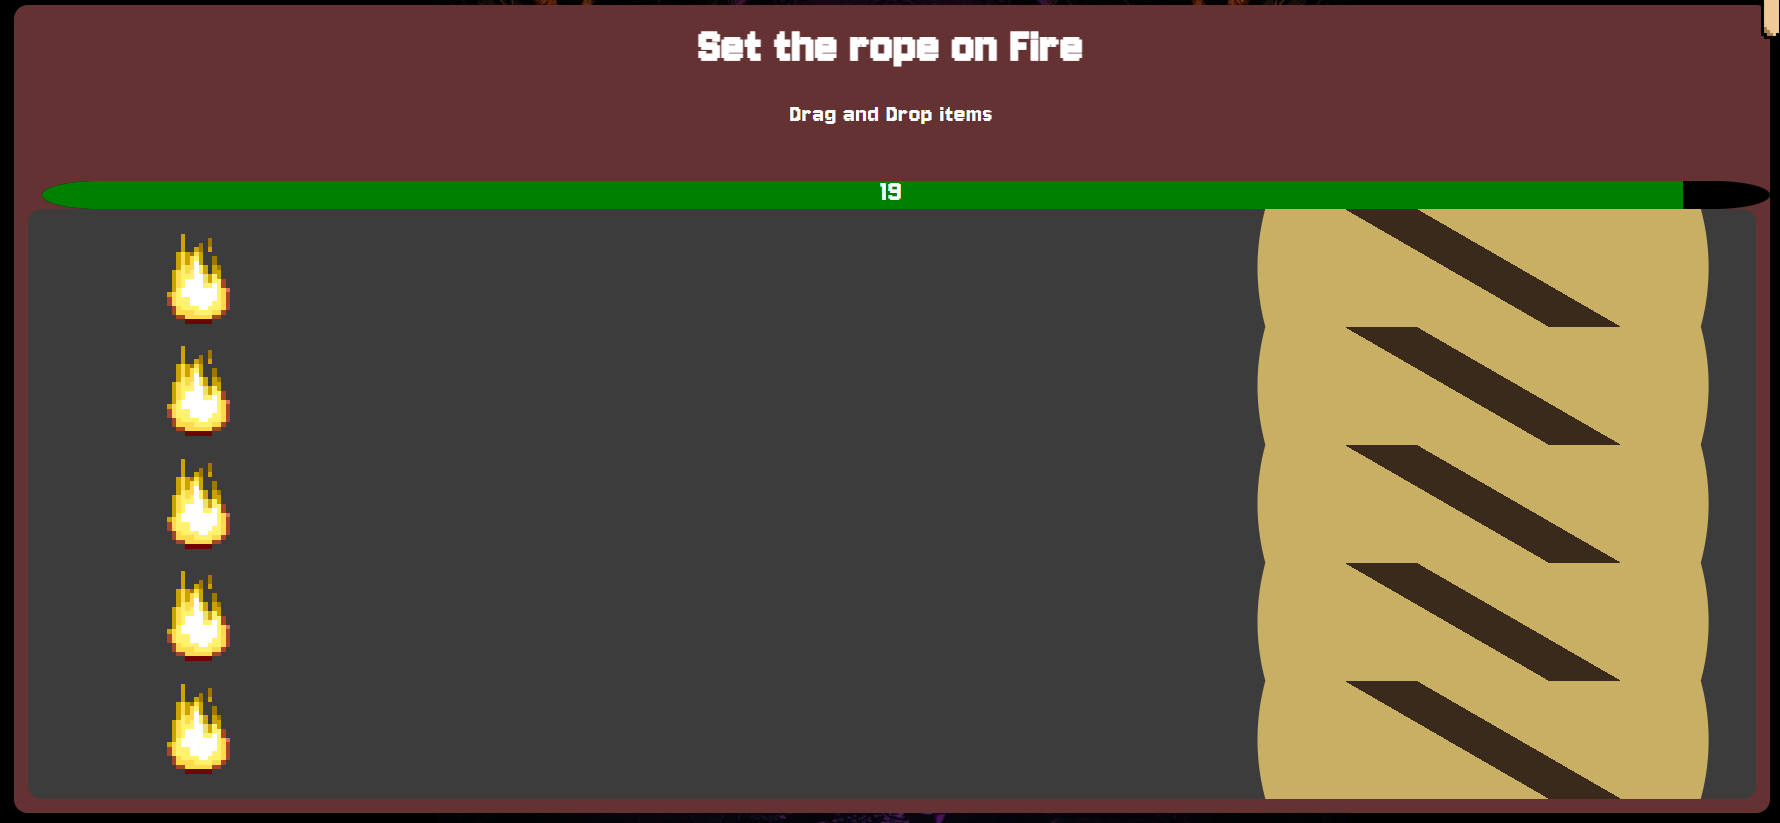 Set the rope on Fire
Drag and Drop items
19